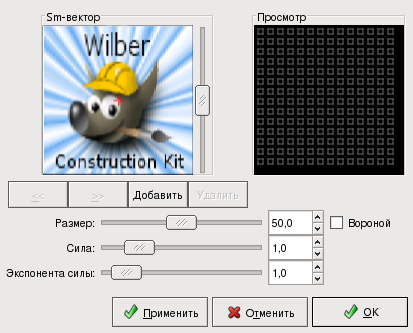 Sm-вектор
Просмотр
Wilber
Construction Kit
<<
>>
Добавить
Удалить
Размер:
50,0
Вороной
Сила:
1,0
Экспонента силы:
1,0
Применить
Отменить
OK